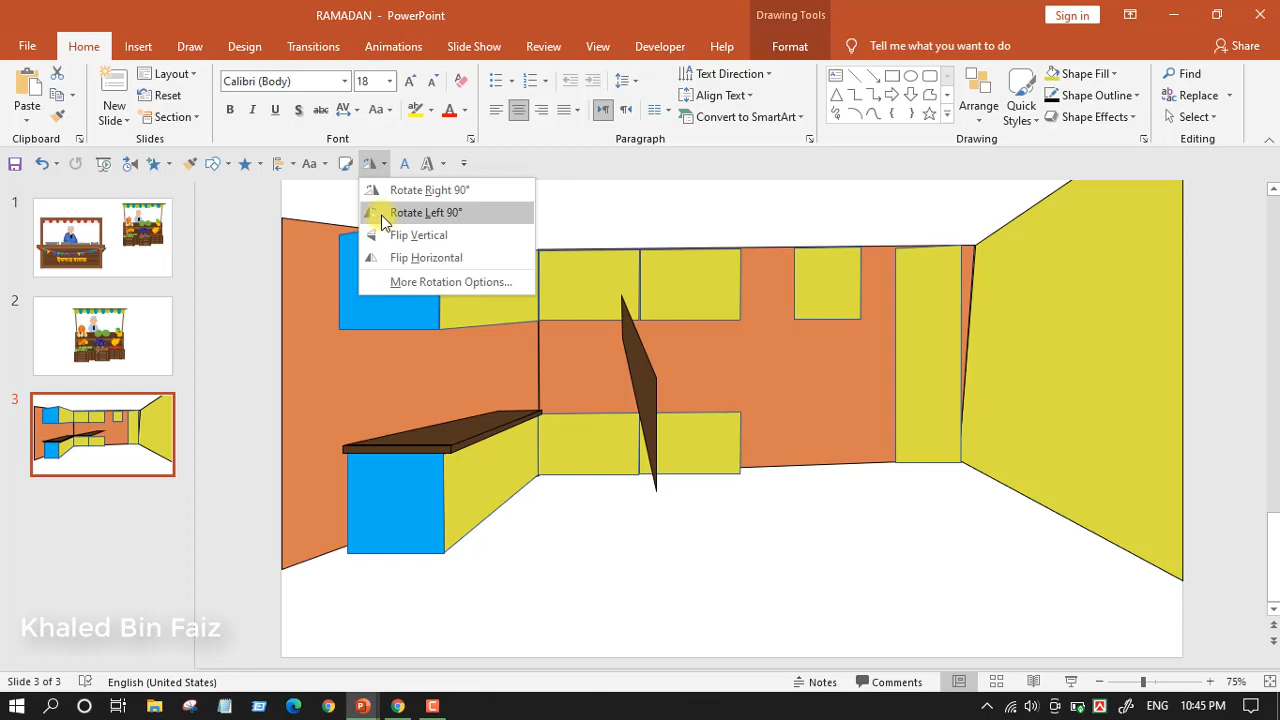 RAMADAN - PowerPoint
Drawing Tools
Sign in
File Home Insert Draw Design Transitions Animations Slide Show Review View Developer Help Format Tell me what you want to do Share
Paste
New Slide
Layout
Reset
Section
Calibri (Body) 18
Text Direction
Align Text
Convert to SmartArt
Arrange
Quick Styles
Shape Fill
Shape Outline
Shape Effects
Find
Replace
Select
Clipboard Slides Font Paragraph Drawing Editing
Rotate Right 90°
Rotate Left 90°
Flip Vertical
Flip Horizontal
More Rotation Options...
1
2
3
Khaled Bin Faiz
Slide 3 of 3 English (United States) Notes Comments 75%
10:45 PM